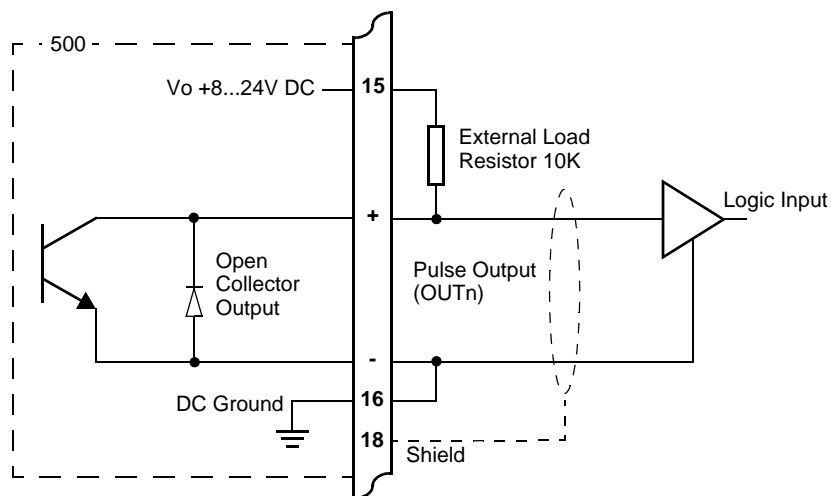 500
Vo +8...24V DC
15
External Load
Resistor 10K
+
Logic Input
Open
Collector
Output
Pulse Output
(OUTn)
-
DC Ground
16
18
Shield